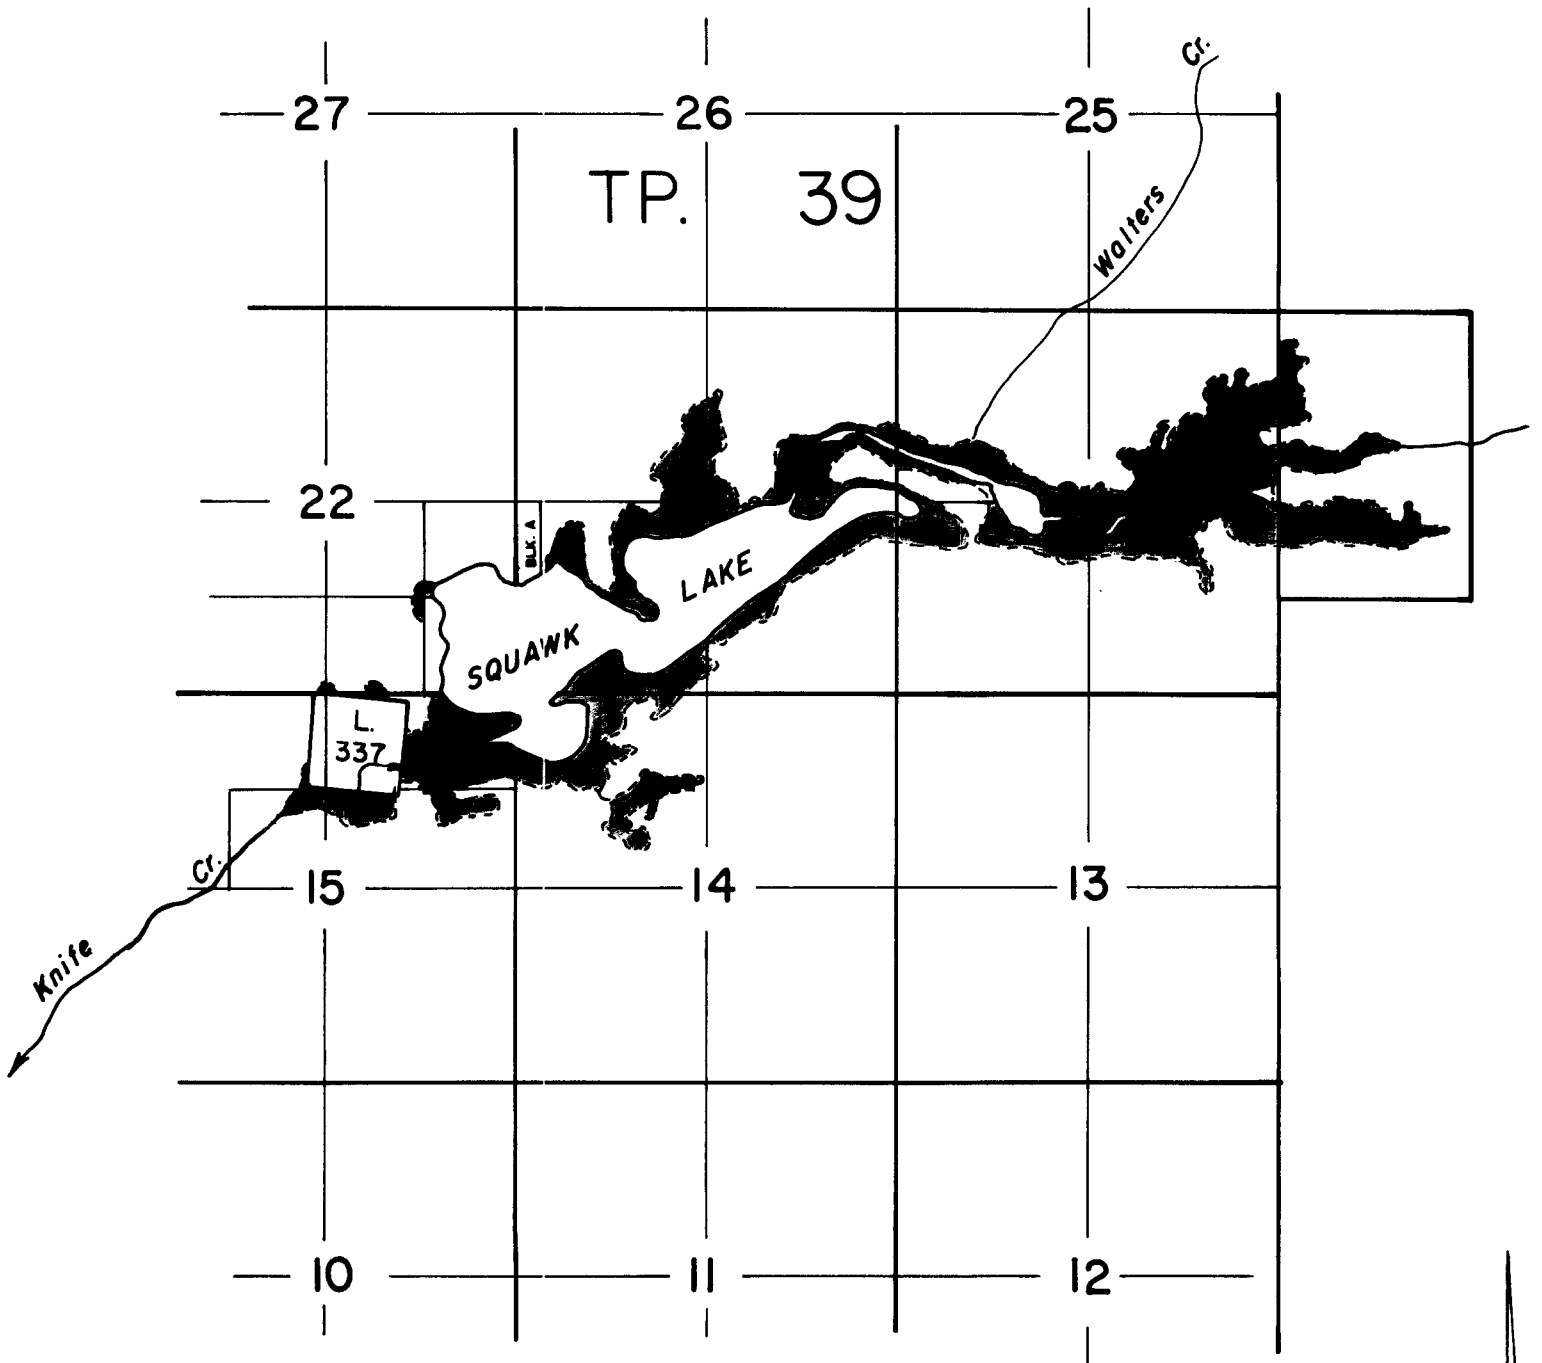 Cr.
27 26 25
TP. 39
Walters
22
BLK. A
LAKE
SQUAWK
L.
337
Cr.
15 14 13
Knife
10 11 12